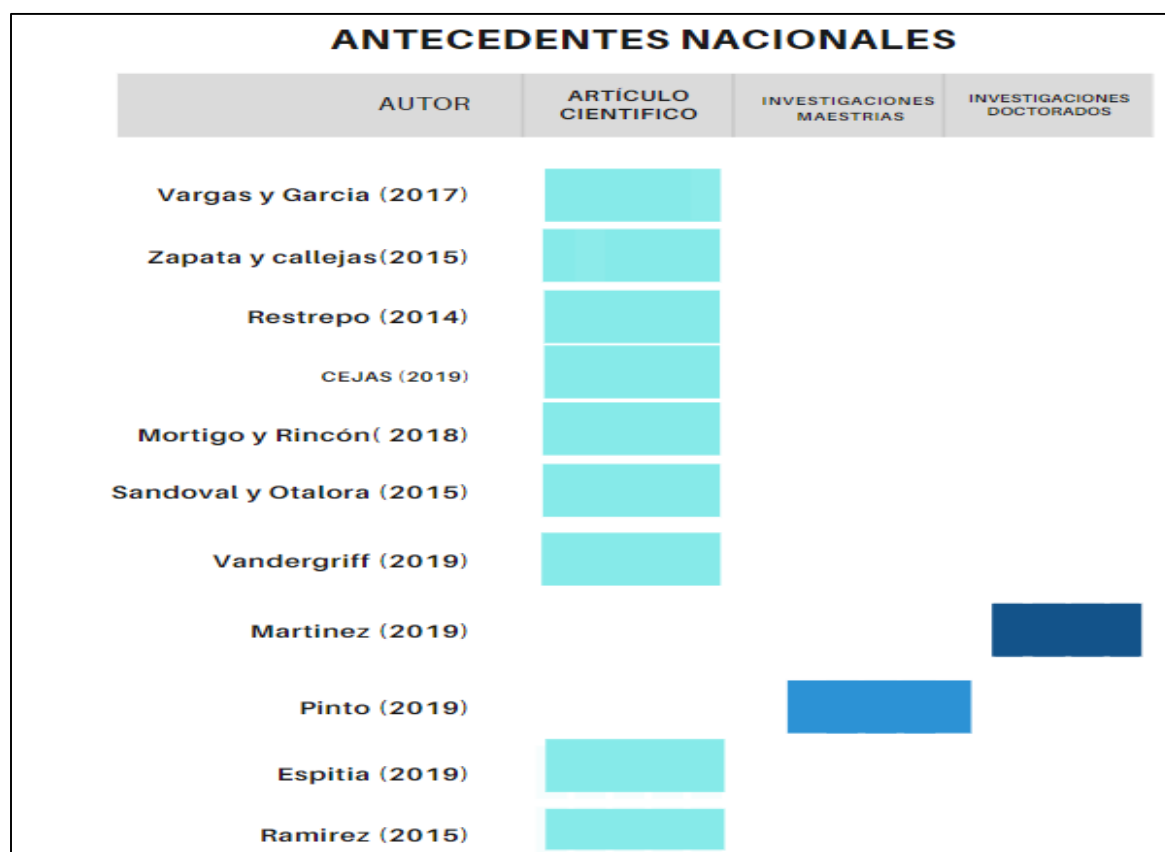 ANTECEDENTES NACIONALES
AUTOR
ARTÍCULO
CIENTIFICO
INVESTIGACIONES
MAESTRIAS
INVESTIGACIONES
DOCTORADOS
Vargas y Garcia (2017)
Zapata y callejas(2015)
Restrepo (2014)
CEJAS (2019)
Mortigo y Rincón( 2018)
Sandoval y Otalora (2015)
Vandergriff (2019)
Martinez (2019)
Pinto (2019)
Espitia (2019)
Ramirez (2015)